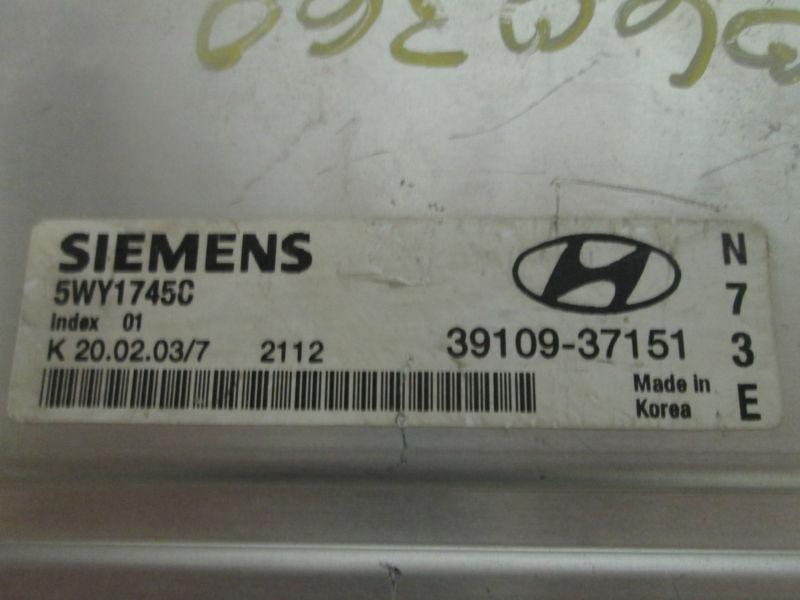 SIEMENS
5WY1745C
Index 01
K 20.02.03/7 2112
39109-37151
Made in
Korea
N
7
3
E